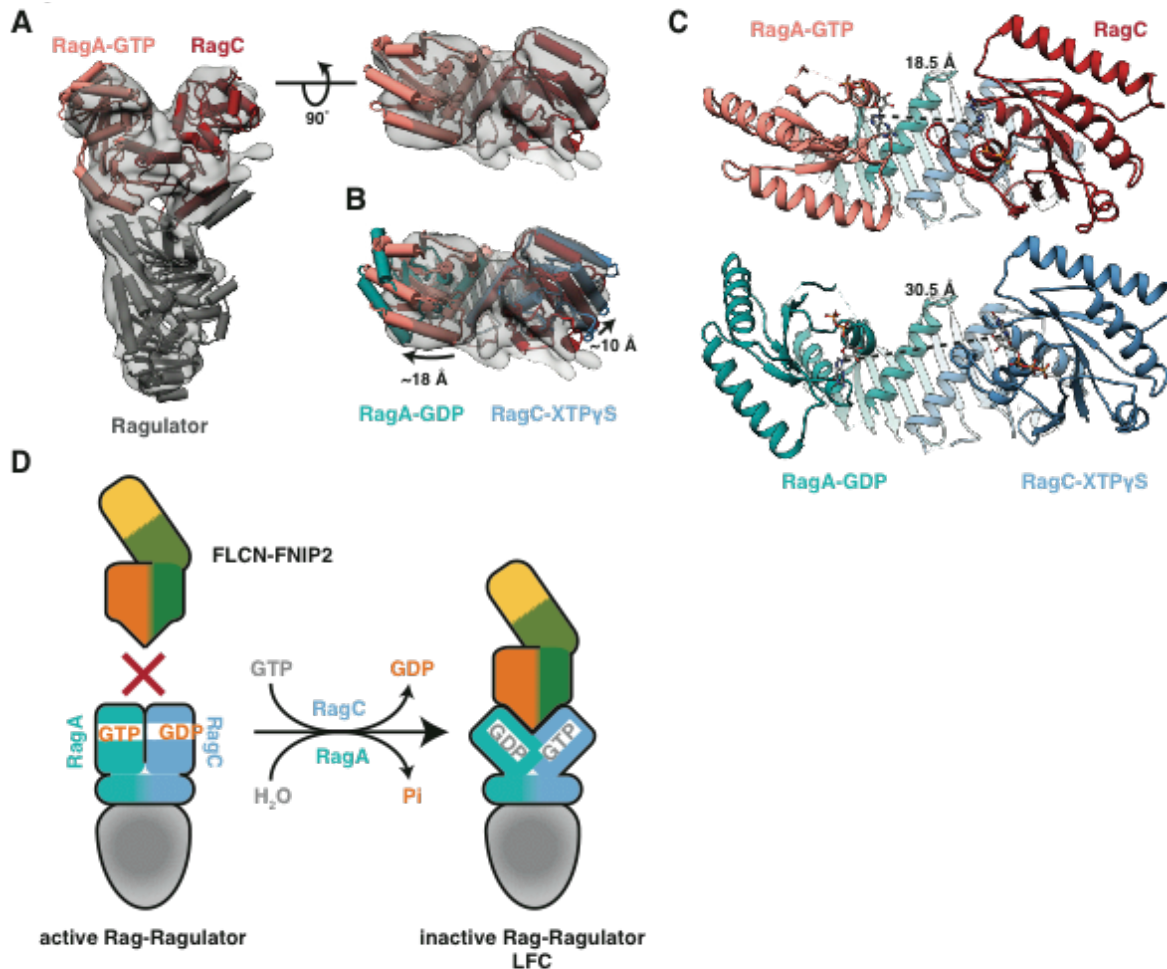 A
RagA-GTP
RagC
90°
Ragulator
B
~18 Å
~10 Å
RagA-GDP
RagC-XTPγS
C
RagA-GTP
RagC
18.5 Å
30.5 Å
RagA-GDP
RagC-XTPγS
D
FLCN-FNIP2
RagA
GTP
GDP
RagC
GTP
GDP
RagC
RagA
H₂O
Pi
GDP
GTP
active Rag-Ragulator
inactive Rag-Ragulator
LFC